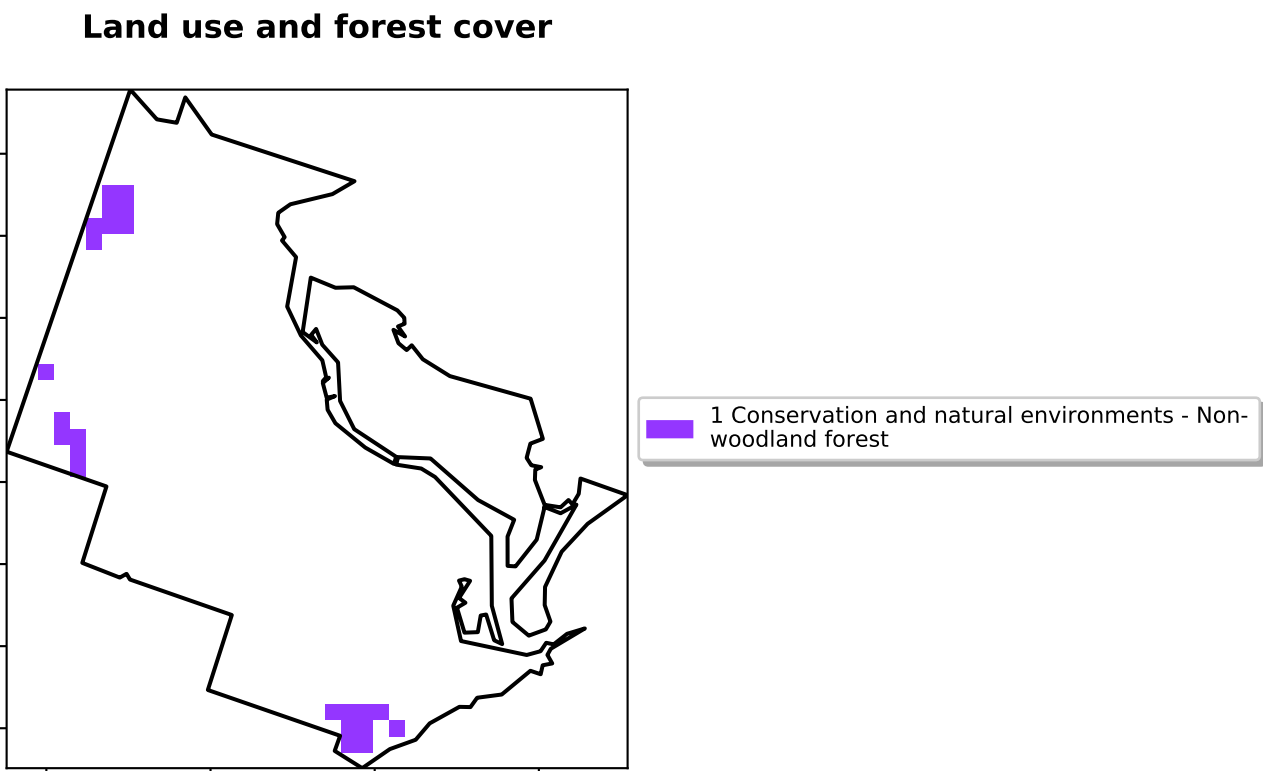 Land use and forest cover
1 Conservation and natural environments - Non-
woodland forest